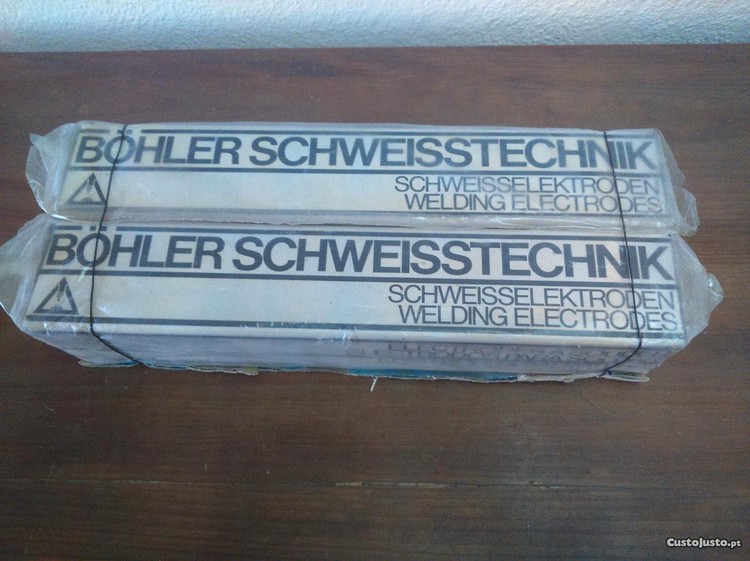 BÖHLER SCHWEISSTECHNIK
SCHWEISSELEKTRODEN
WELDING ELECTRODES
BÖHLER SCHWEISSTECHNIK
SCHWEISSELEKTRODEN
WELDING ELECTRODES
CustoJusto.pt